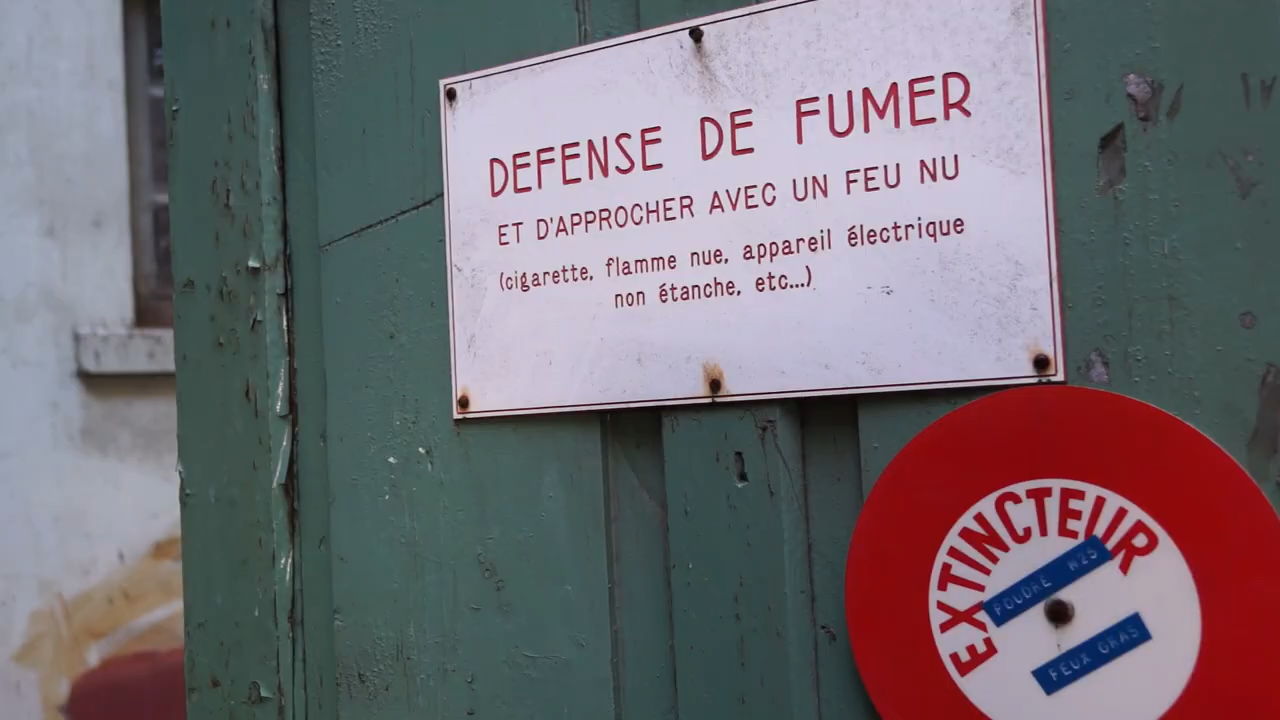 DEFENSE DE FUMER
ET D'APPROCHER AVEC UN FEU NU
(cigarette, flamme nue, appareil électrique
non étanche, etc...)
EXTINCTEUR
POUDRE N25
FEUX GRAS